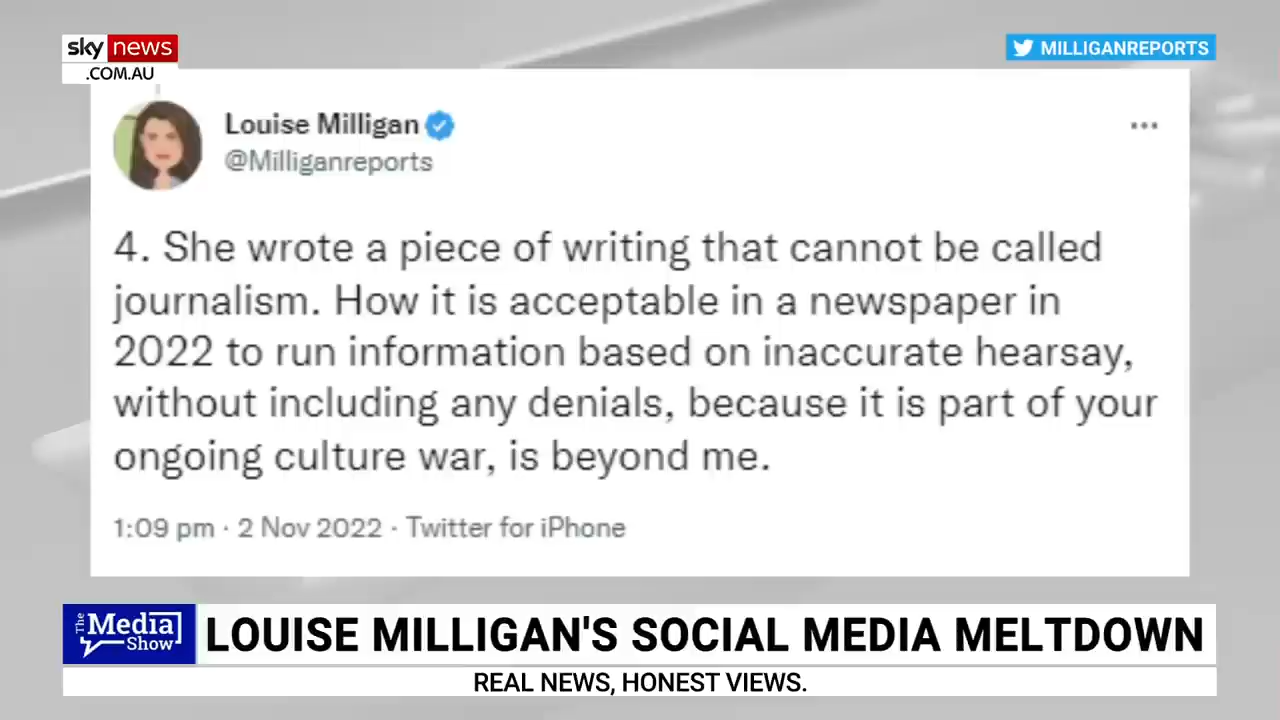 sky news
.COM.AU
MILLIGANREPORTS
Louise Milligan
@Milliganreports
4. She wrote a piece of writing that cannot be called
journalism. How it is acceptable in a newspaper in
2022 to run information based on inaccurate hearsay,
without including any denials, because it is part of your
ongoing culture war, is beyond me.
1:09 pm · 2 Nov 2022 · Twitter for iPhone
The
Media
Show
LOUISE MILLIGAN'S SOCIAL MEDIA MELTDOWN
REAL NEWS, HONEST VIEWS.